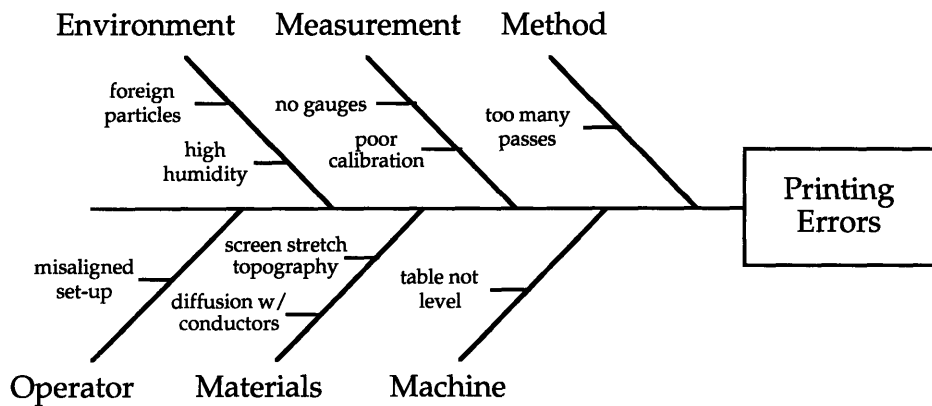 Environment
Measurement
Method
foreign
particles
no gauges
too many
passes
high
humidity
poor
calibration
Printing
Errors
misaligned
set-up
screen stretch
topography
table not
level
diffusion w/
conductors
Operator
Materials
Machine